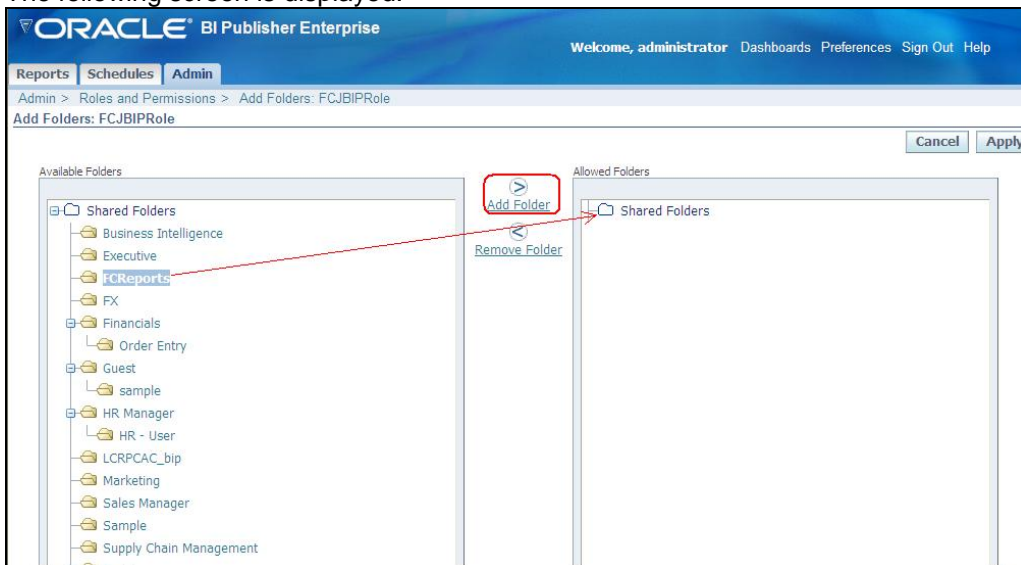 The following screen is displayed:
ORACLE BI Publisher Enterprise
Welcome, administrator Dashboards Preferences Sign Out Help
Reports Schedules Admin
Admin > Roles and Permissions > Add Folders: FCJBIPRole
Add Folders: FCJBIPRole
Cancel Apply
Available Folders
Allowed Folders
Add Folder
Remove Folder
Shared Folders
Business Intelligence
Executive
FCReports
FX
Financials
Order Entry
Guest
sample
HR Manager
HR - User
LCRPCAC_bip
Marketing
Sales Manager
Sample
Supply Chain Management
Shared Folders